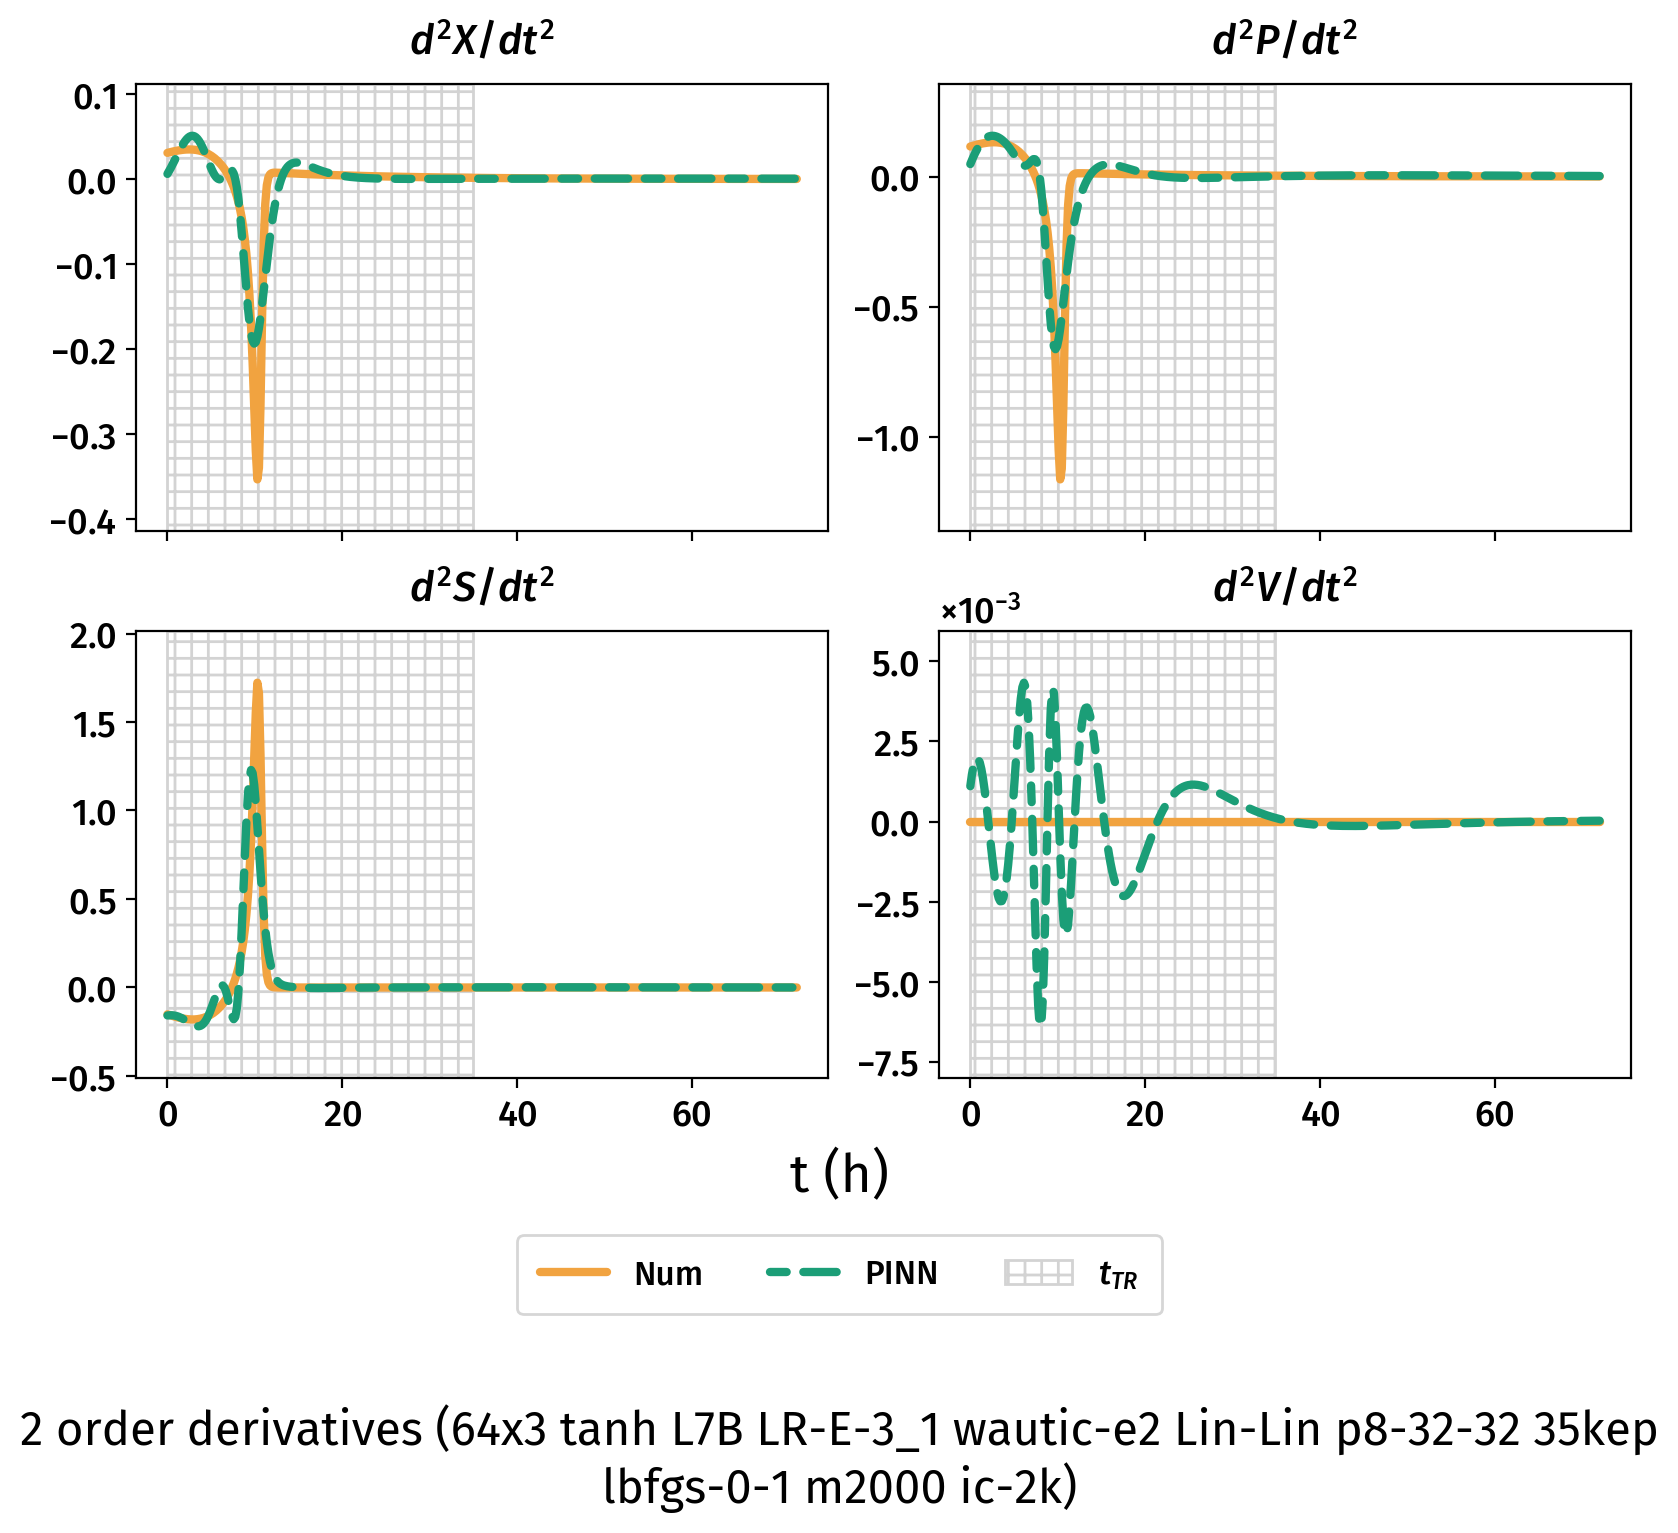 d²X/dt²
d²P/dt²
0.1
0.0
−0.1
−0.2
−0.3
−0.4
0.0
−0.5
−1.0
d²S/dt²
d²V/dt²
×10⁻³
2.0
1.5
1.0
0.5
0.0
−0.5
5.0
2.5
0.0
−2.5
−5.0
−7.5
0 20 40 60
0 20 40 60
t (h)
Num PINN t_TR
2 order derivatives (64x3 tanh L7B LR-E-3_1 wautic-e2 Lin-Lin p8-32-32 35kep
lbfgs-0-1 m2000 ic-2k)